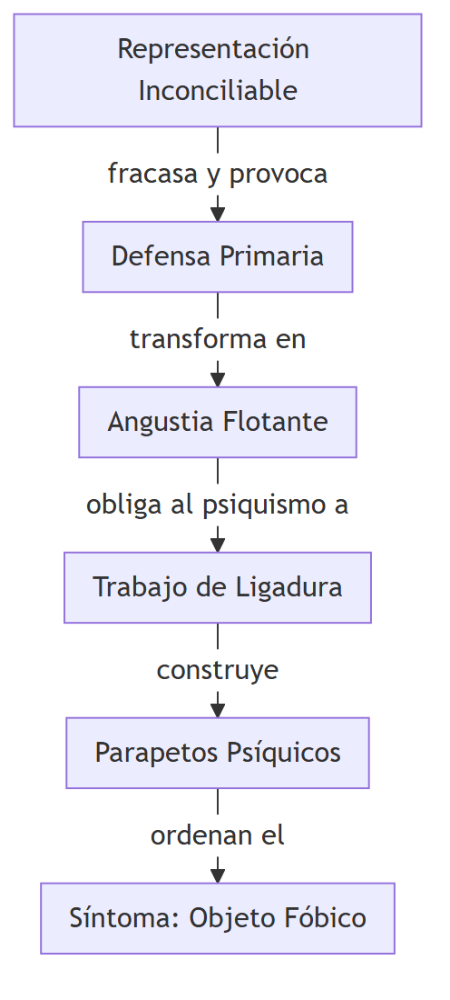 Representación
Inconciliable
fracasa y provoca
Defensa Primaria
transforma en
Angustia Flotante
obliga al psiquismo a
Trabajo de Ligadura
construye
Parapetos Psíquicos
ordenan el
Síntoma: Objeto Fóbico